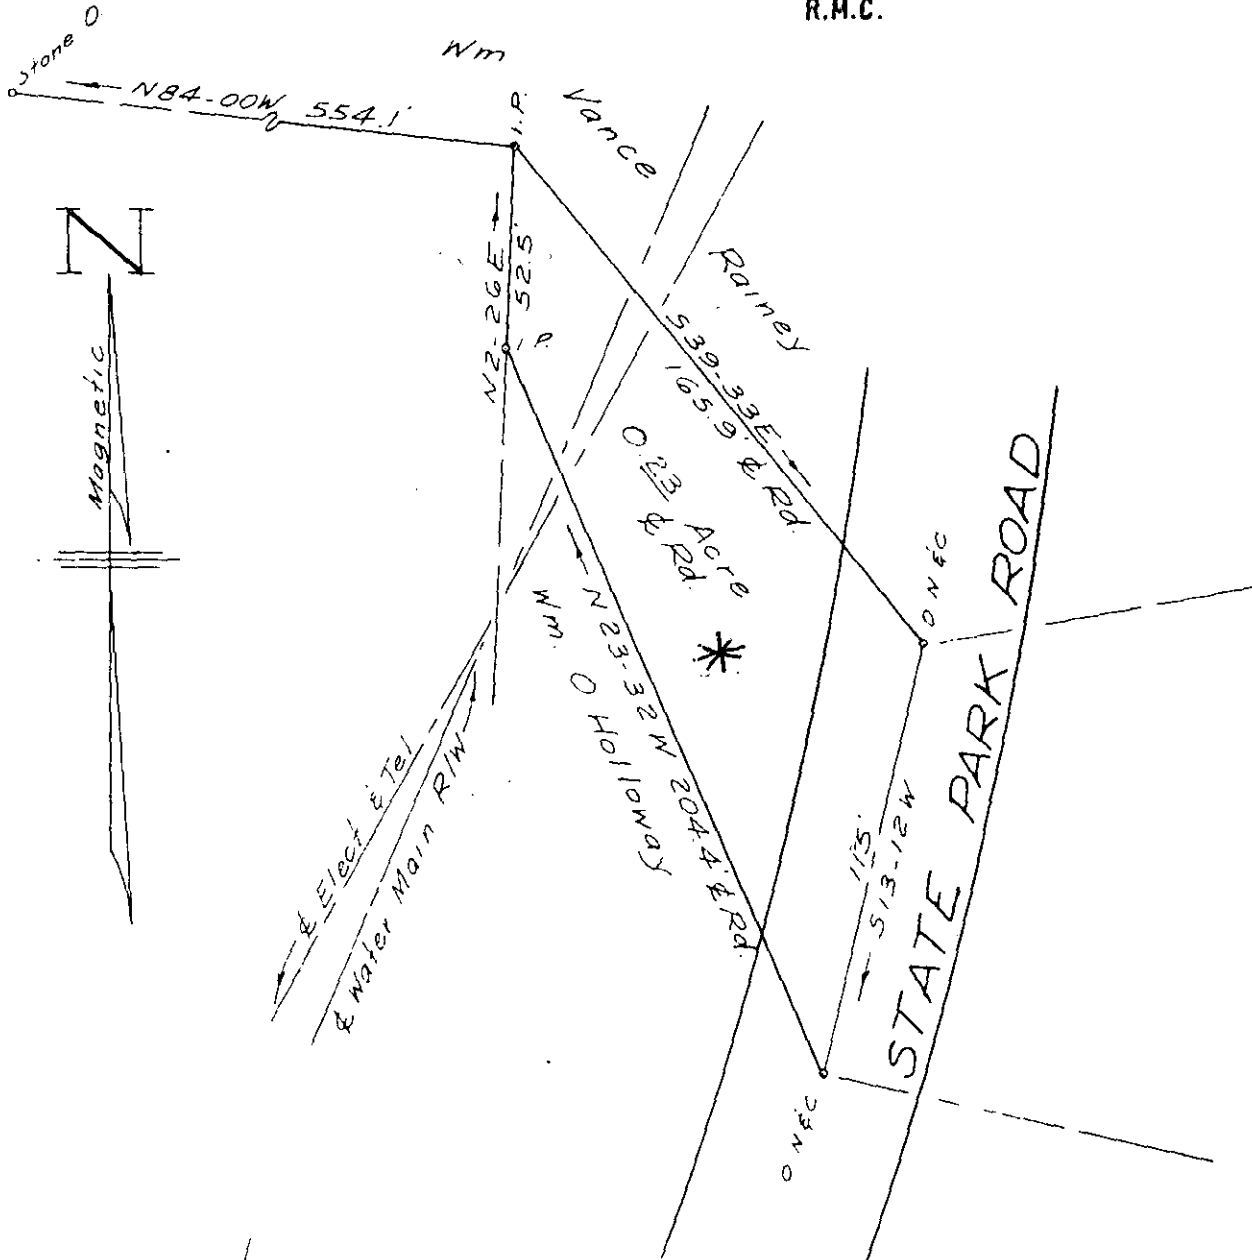 R.M.C.
Stone O
Wm
Vance
Rainey
N84-00W 554.1'
I.P.
N2-26E
52.5'
I.P.
N
Magnetic
S39-33E
165.9' ℄ Rd.
0.23 Acre
℄ Rd.
*
O N&C
STATE PARK ROAD
N23-32W 204.4' ℄ Rd.
Wm. O Holloway
115'
S13-12W
℄ Elect & Tel
℄ Water Main R/W
O N&C